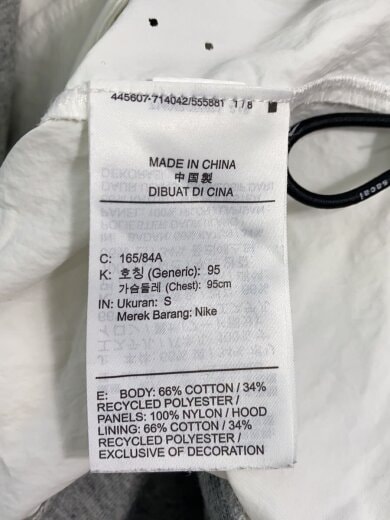 445607-714042/555881 1/8
MADE IN CHINA
中国製
DIBUAT DI CINA
C: 165/84A
K: 호칭 (Generic): 95
가슴둘레 (Chest): 95cm
IN: Ukuran: S
Merek Barang: Nike
E: BODY: 66% COTTON / 34%
RECYCLED POLYESTER /
PANELS: 100% NYLON / HOOD
LINING: 66% COTTON / 34%
RECYCLED POLYESTER /
EXCLUSIVE OF DECORATION